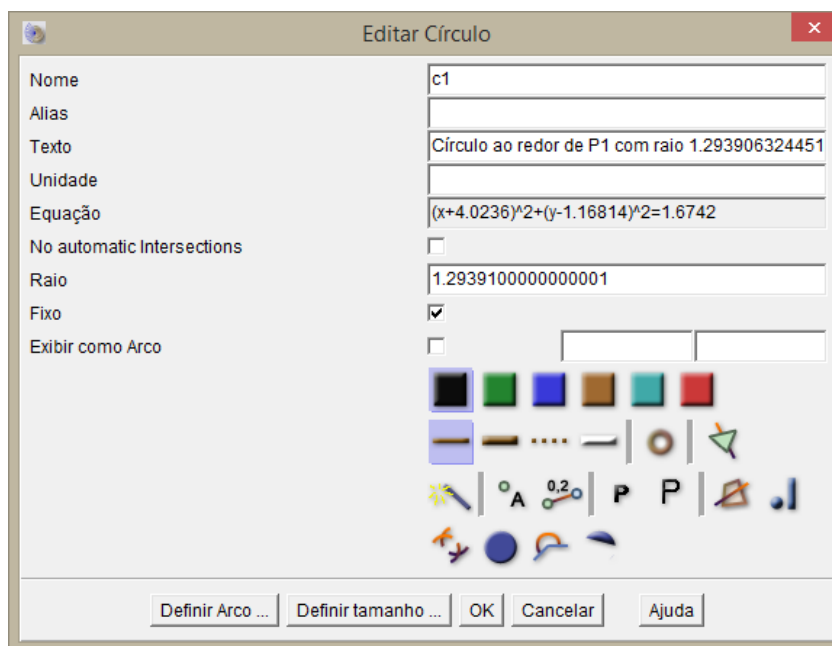 Editar Círculo
Nome c1
Alias
Texto Círculo ao redor de P1 com raio 1.293906324451
Unidade
Equação (x+4.0236)^2+(y-1.16814)^2=1.6742
No automatic Intersections
Raio 1.2939100000000001
Fixo
Exibir como Arco
A 0,2 P P
Definir Arco ... Definir tamanho ... OK Cancelar Ajuda